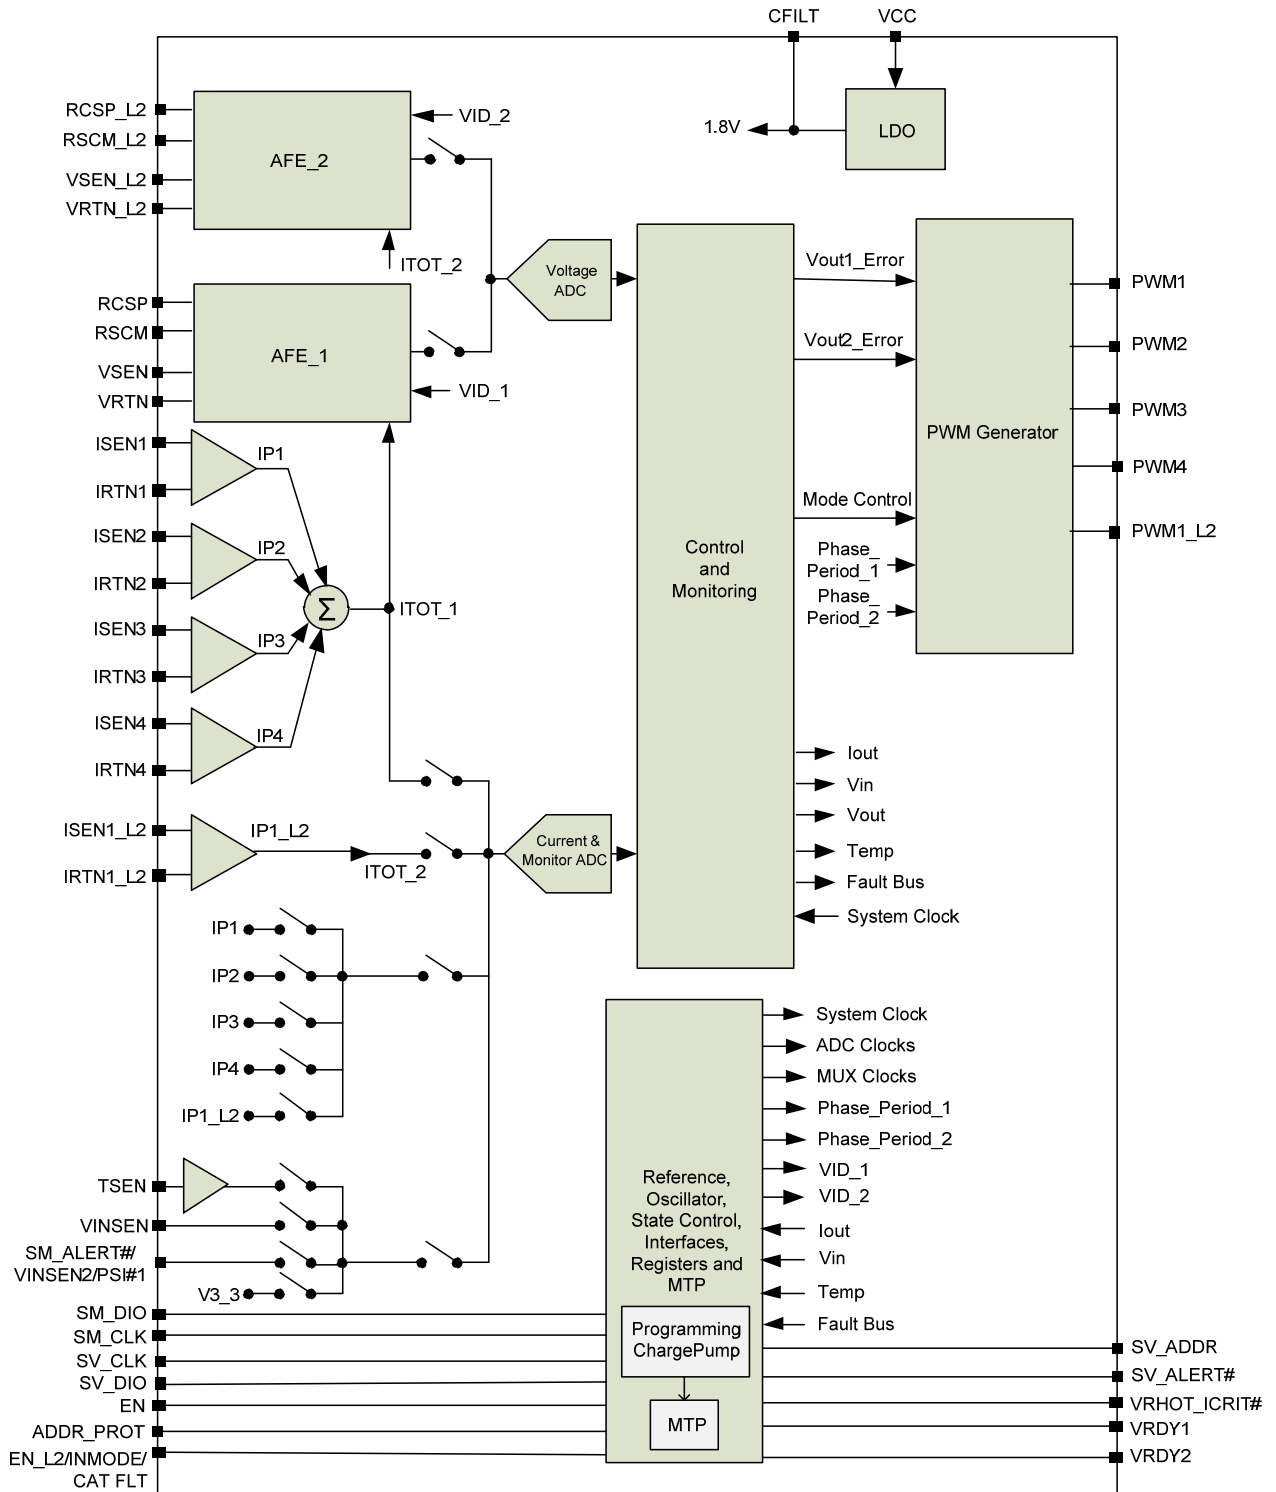 CFILT
VCC
RCSP_L2
RSCM_L2
VSEN_L2
VRTN_L2
AFE_2
VID_2
ITOT_2
1.8V
LDO
RCSP
RSCM
VSEN
VRTN
AFE_1
VID_1
Voltage
ADC
ISEN1
IRTN1
IP1
ISEN2
IRTN2
IP2
ISEN3
IRTN3
IP3
ISEN4
IRTN4
IP4
Σ
ITOT_1
ISEN1_L2
IRTN1_L2
IP1_L2
ITOT_2
Current &
Monitor ADC
Control
and
Monitoring
Vout1_Error
Vout2_Error
Mode Control
Phase_
Period_1
Phase_
Period_2
PWM Generator
PWM1
PWM2
PWM3
PWM4
PWM1_L2
Iout
Vin
Vout
Temp
Fault Bus
System Clock
IP1
IP2
IP3
IP4
IP1_L2
TSEN
VINSEN
SM_ALERT#/
VINSEN2/PSI#1
V3_3
SM_DIO
SM_CLK
SV_CLK
SV_DIO
EN
ADDR_PROT
EN_L2/INMODE/
CAT FLT
Reference,
Oscillator,
State Control,
Interfaces,
Registers and
MTP
Programming
ChargePump
MTP
System Clock
ADC Clocks
MUX Clocks
Phase_Period_1
Phase_Period_2
VID_1
VID_2
Iout
Vin
Temp
Fault Bus
SV_ADDR
SV_ALERT#
VRHOT_ICRIT#
VRDY1
VRDY2